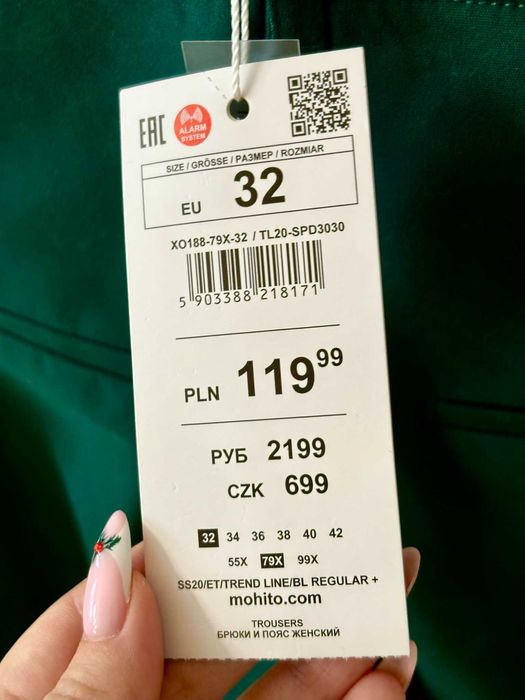 EAC
ALARM
SYSTEM
SIZE / GRÖSSE / РАЗМЕР / ROZMIAR
EU 32
XO188-79X-32 / TL20-SPD3030
5 903388 218171
PLN 119 99
РУБ 2199
CZK 699
32 34 36 38 40 42
55X 79X 99X
SS20/ET/TREND LINE/BL REGULAR +
mohito.com
TROUSERS
БРЮКИ И ПОЯС ЖЕНСКИЙ